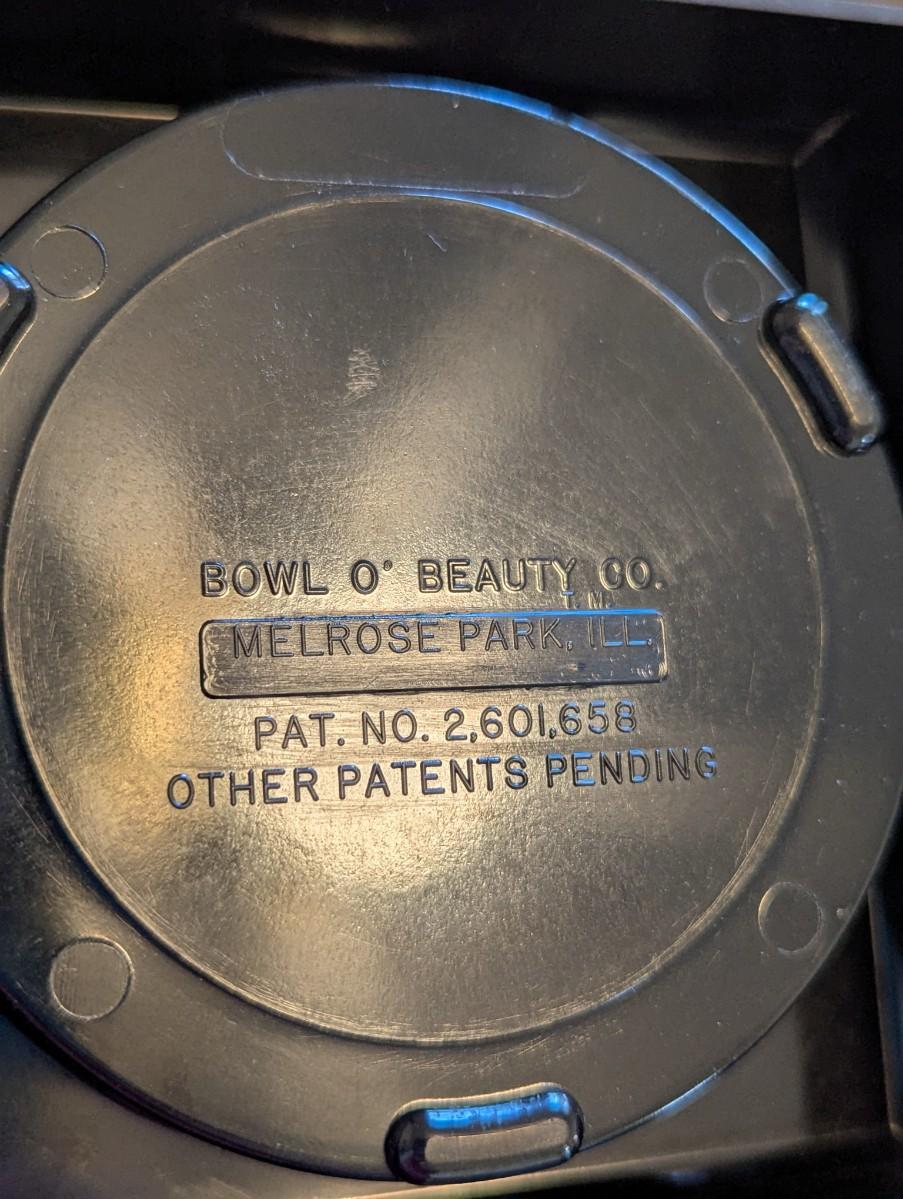 BOWL O' BEAUTY CO.
T. M.
MELROSE PARK, ILL.
PAT. NO. 2,601,658
OTHER PATENTS PENDING